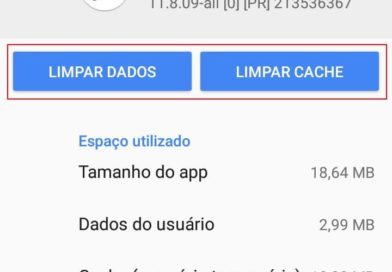 11.8.09-all [0] [PR] 213536367
LIMPAR DADOS LIMPAR CACHE
Espaço utilizado
Tamanho do app 18,64 MB
Dados do usuário 2,99 MB